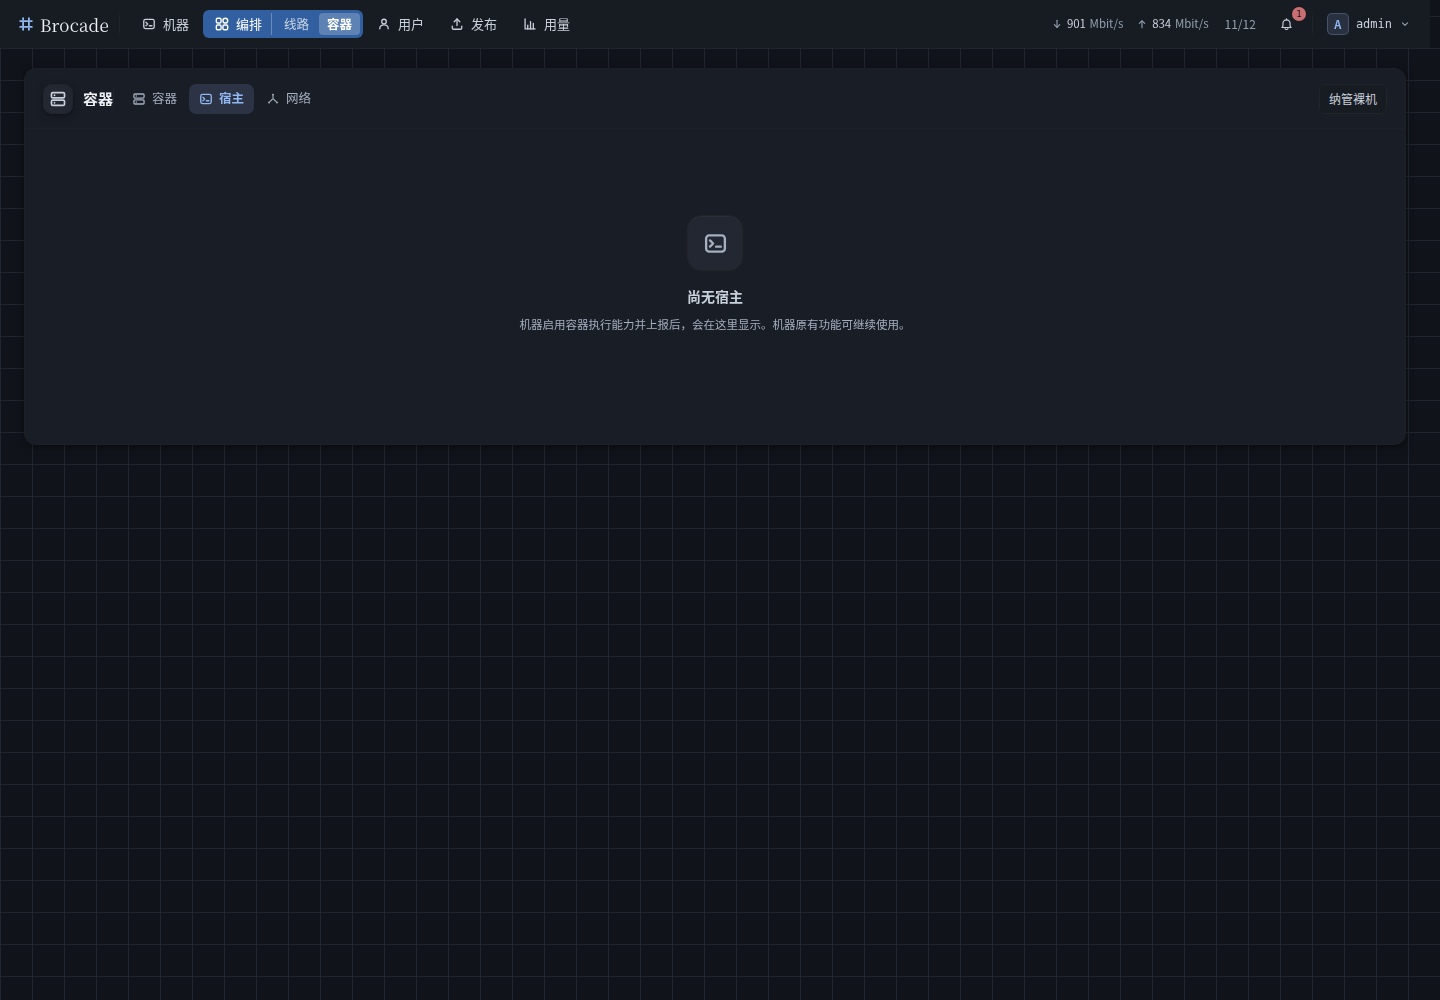 Brocade 机器 编排 线路 容器 用户 发布 用量 ↓ 901 Mbit/s ↑ 834 Mbit/s 11/12 1 A admin
容器 容器 宿主 网络 纳管裸机
尚无宿主
机器启用容器执行能力并上报后，会在这里显示。机器原有功能可继续使用。